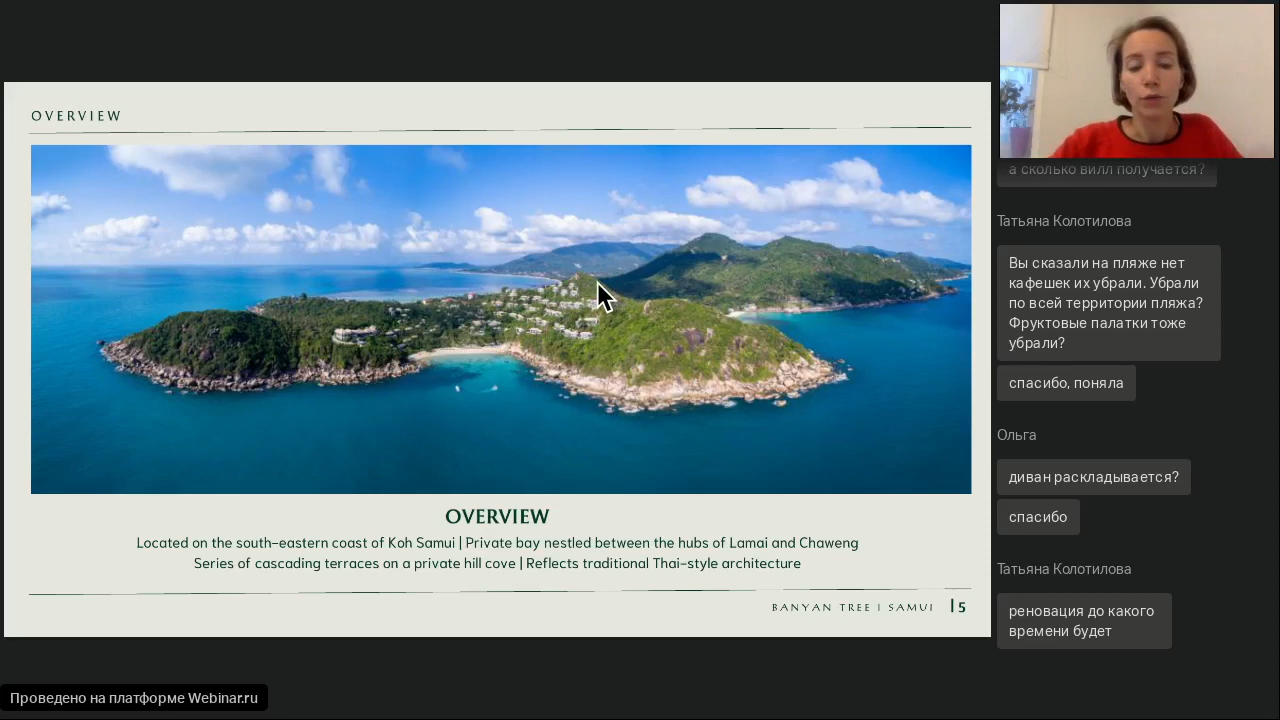 OVERVIEW
OVERVIEW
Located on the south-eastern coast of Koh Samui | Private bay nestled between the hubs of Lamai and Chaweng
Series of cascading terraces on a private hill cove | Reflects traditional Thai-style architecture
BANYAN TREE | SAMUI | 5
а сколько вилл получается?
Татьяна Колотилова
Вы сказали на пляже нет
кафешек их убрали. Убрали
по всей территории пляжа?
Фруктовые палатки тоже
убрали?
спасибо, поняла
Ольга
диван раскладывается?
спасибо
Татьяна Колотилова
реновация до какого
времени будет
Проведено на платформе Webinar.ru